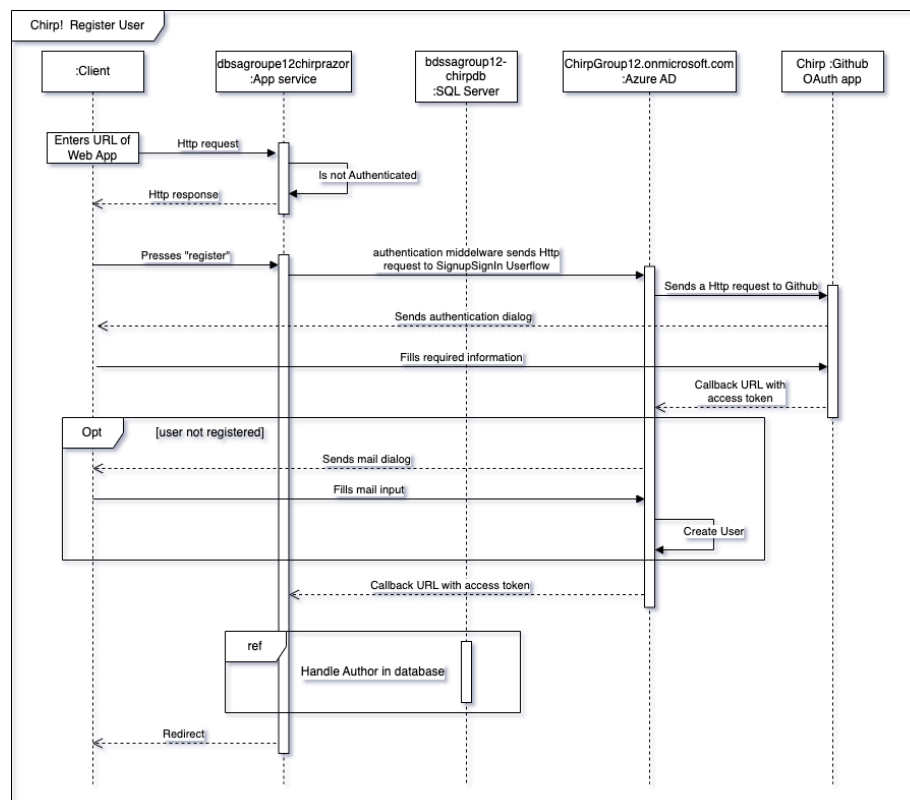 Chirp!  Register User
:Client
dbsagroupe12chirprazor
:App service
bdssagroup12-
chirpdb
:SQL Server
ChirpGroup12.onmicrosoft.com
:Azure AD
Chirp :Github
OAuth app
Enters URL of
Web App
Http request
Is not Authenticated
Http response
Presses "register"
authentication middelware sends Http
request to SignupSignIn Userflow
Sends a Http request to Github
Sends authentication dialog
Fills required information
Callback URL with
access token
Opt
[user not registered]
Sends mail dialog
Fills mail input
Create User
Callback URL with access token
ref
Handle Author in database
Redirect